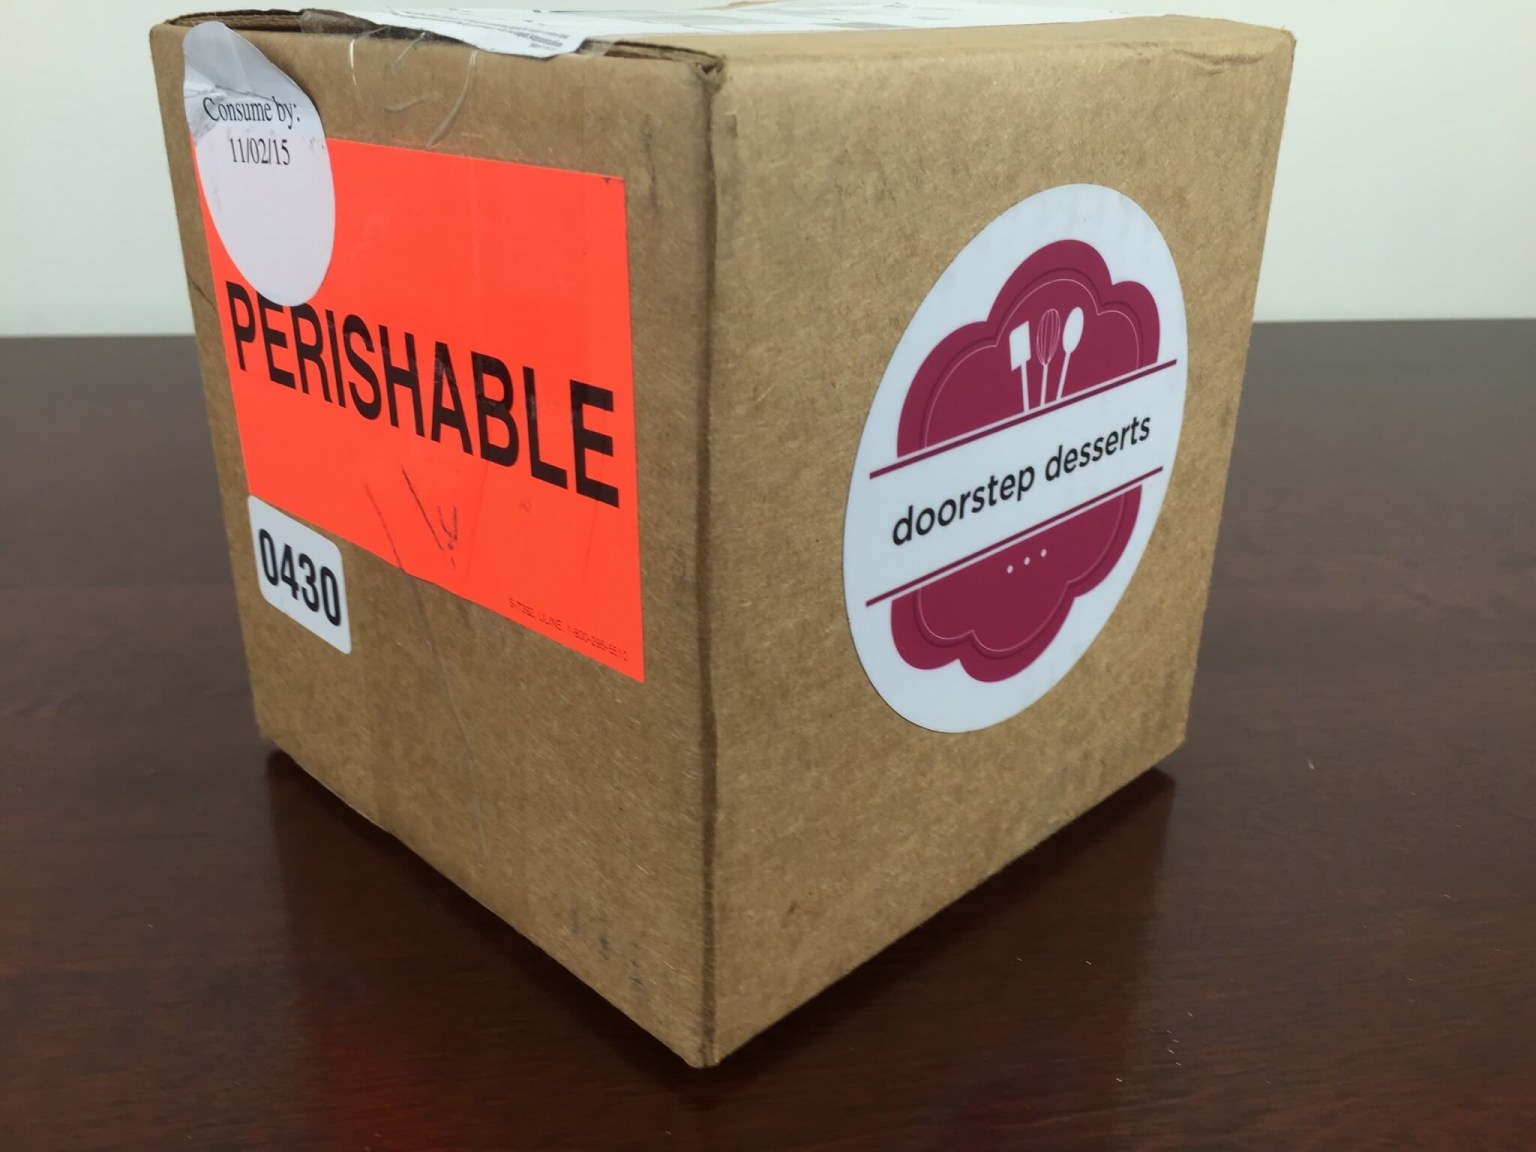 Consume by:
11/02/15
PERISHABLE
0430
doorstep desserts